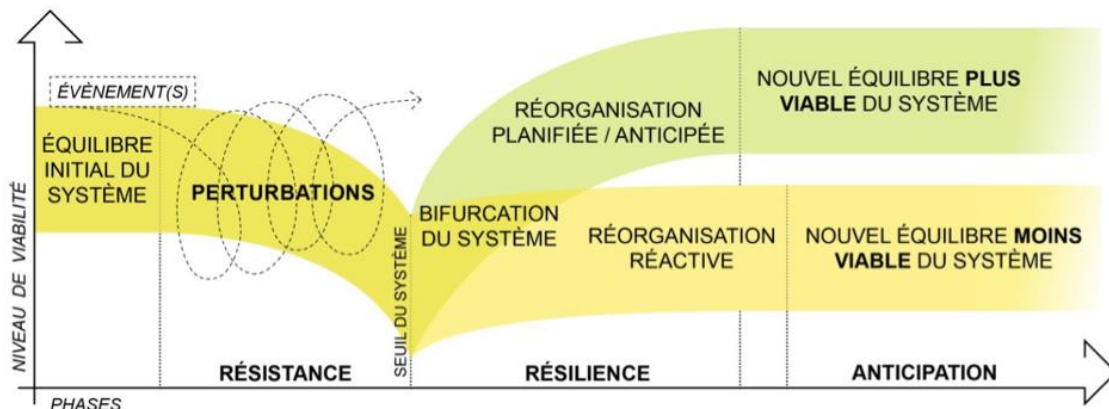 ÉVÈNEMENT(S)
ÉQUILIBRE
INITIAL DU
SYSTÈME
PERTURBATIONS
SEUIL DU SYSTÈME
BIFURCATION
DU SYSTÈME
RÉORGANISATION
PLANIFIÉE / ANTICIPÉE
NOUVEL ÉQUILIBRE PLUS
VIABLE DU SYSTÈME
RÉORGANISATION
RÉACTIVE
NOUVEL ÉQUILIBRE MOINS
VIABLE DU SYSTÈME
NIVEAU DE VIABILITÉ
RÉSISTANCE
RÉSILIENCE
ANTICIPATION
PHASES